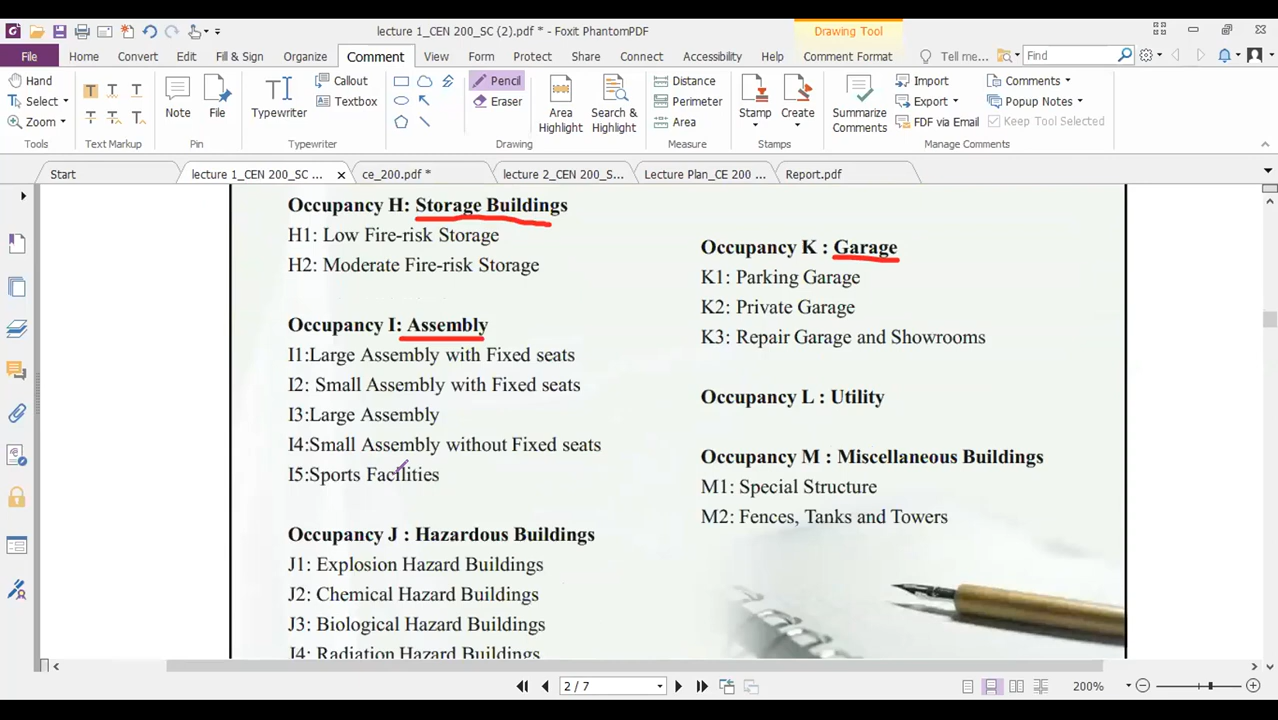 lecture 1_CEN 200_SC (2).pdf * - Foxit PhantomPDF
Drawing Tool
File Home Convert Edit Fill & Sign Organize Comment View Form Protect Share Connect Accessibility Help Comment Format Tell me... Find
Hand
Select
Zoom
Tools
Text Markup
Note
File
Pin
Typewriter
Callout
Textbox
Typewriter
Pencil
Eraser
Drawing
Area Highlight
Search & Highlight
Distance
Perimeter
Area
Measure
Stamp
Create
Stamps
Summarize Comments
Import
Export
FDF via Email
Comments
Popup Notes
Keep Tool Selected
Manage Comments
Start
lecture 1_CEN 200_SC ...
ce_200.pdf *
lecture 2_CEN 200_S...
Lecture Plan_CE 200 ...
Report.pdf
Occupancy H: Storage Buildings
H1: Low Fire-risk Storage
H2: Moderate Fire-risk Storage
Occupancy I: Assembly
I1:Large Assembly with Fixed seats
I2: Small Assembly with Fixed seats
I3:Large Assembly
I4:Small Assembly without Fixed seats
I5:Sports Facilities
Occupancy J : Hazardous Buildings
J1: Explosion Hazard Buildings
J2: Chemical Hazard Buildings
J3: Biological Hazard Buildings
J4: Radiation Hazard Buildings
Occupancy K : Garage
K1: Parking Garage
K2: Private Garage
K3: Repair Garage and Showrooms
Occupancy L : Utility
Occupancy M : Miscellaneous Buildings
M1: Special Structure
M2: Fences, Tanks and Towers
2 / 7
200%